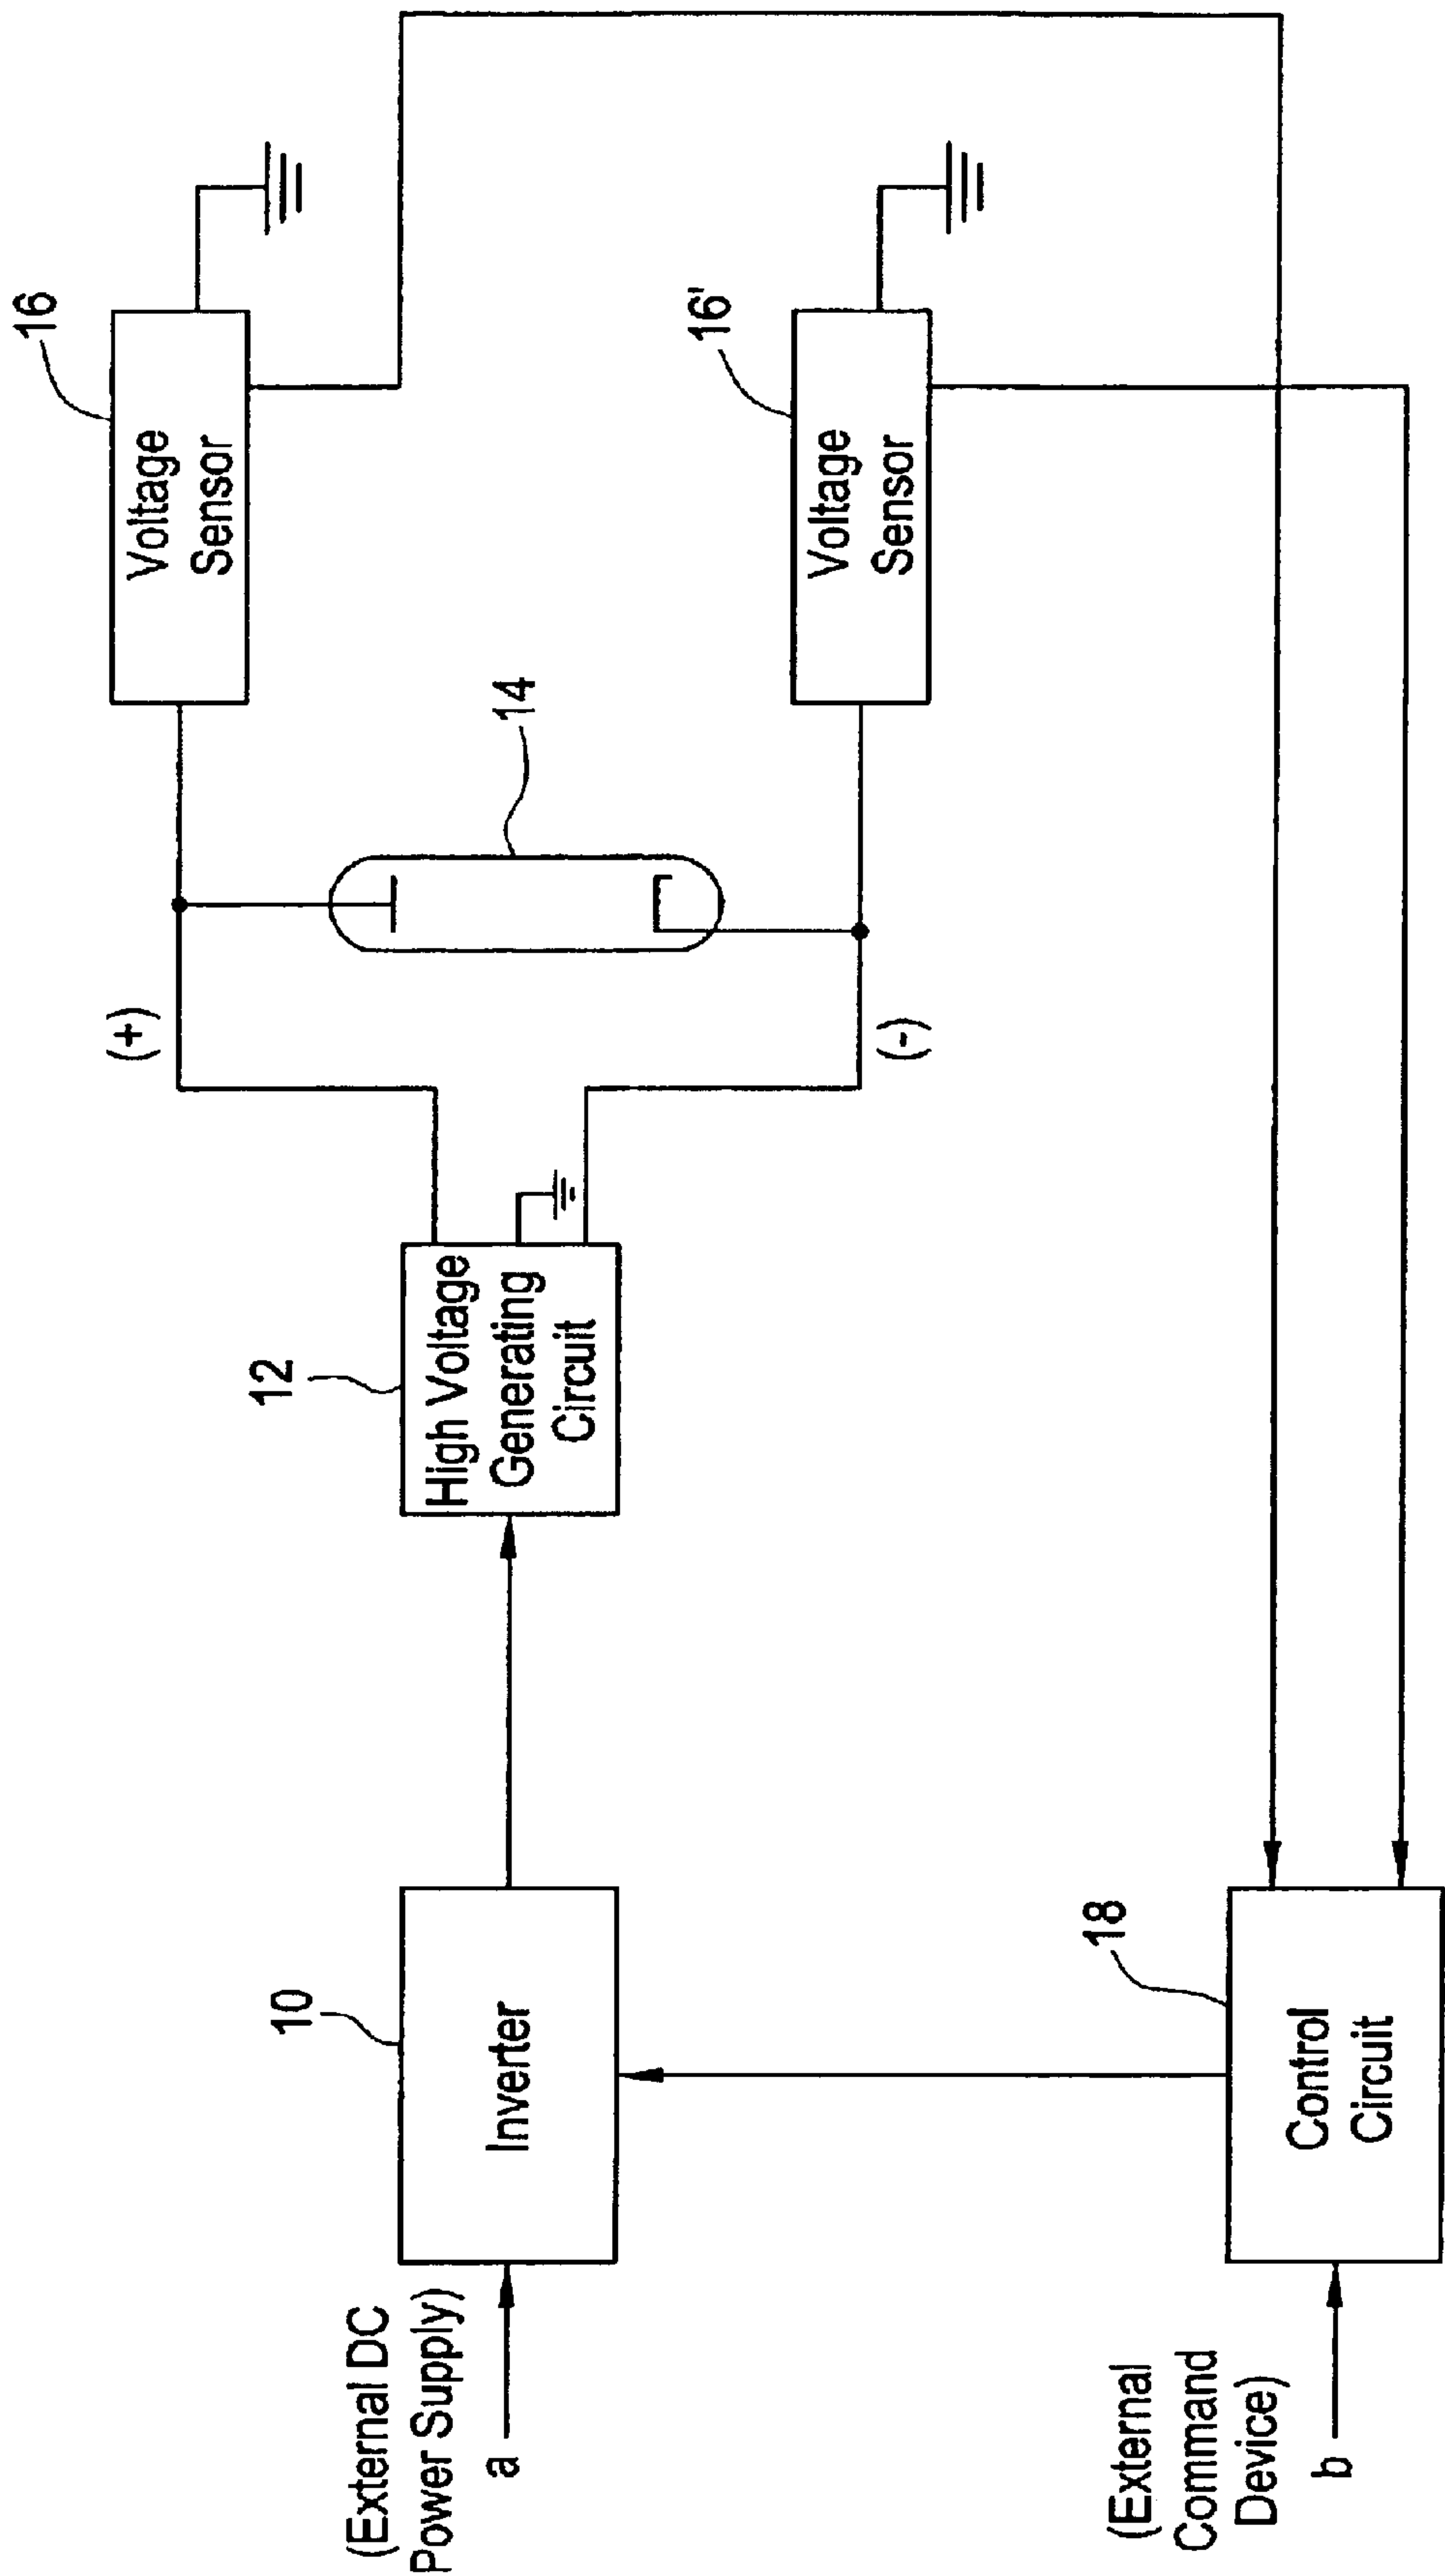 16
Voltage
Sensor
14
(+)
(-)
16'
Voltage
Sensor
12
High Voltage
Generating
Circuit
10
Inverter
(External DC
Power Supply)
a
18
Control
Circuit
(External
Command
Device)
b